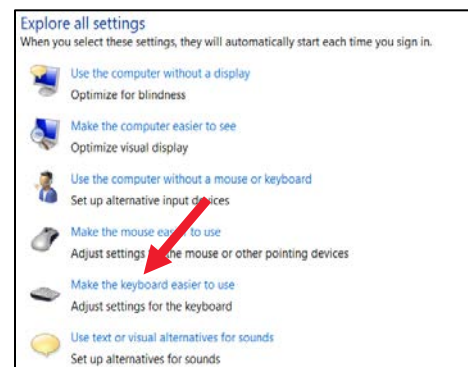 Explore all settings
When you select these settings, they will automatically start each time you sign in.
Use the computer without a display
Optimize for blindness
Make the computer easier to see
Optimize visual display
Use the computer without a mouse or keyboard
Set up alternative input devices
Make the mouse easier to use
Adjust settings the mouse or other pointing devices
Make the keyboard easier to use
Adjust settings for the keyboard
Use text or visual alternatives for sounds
Set up alternatives for sounds